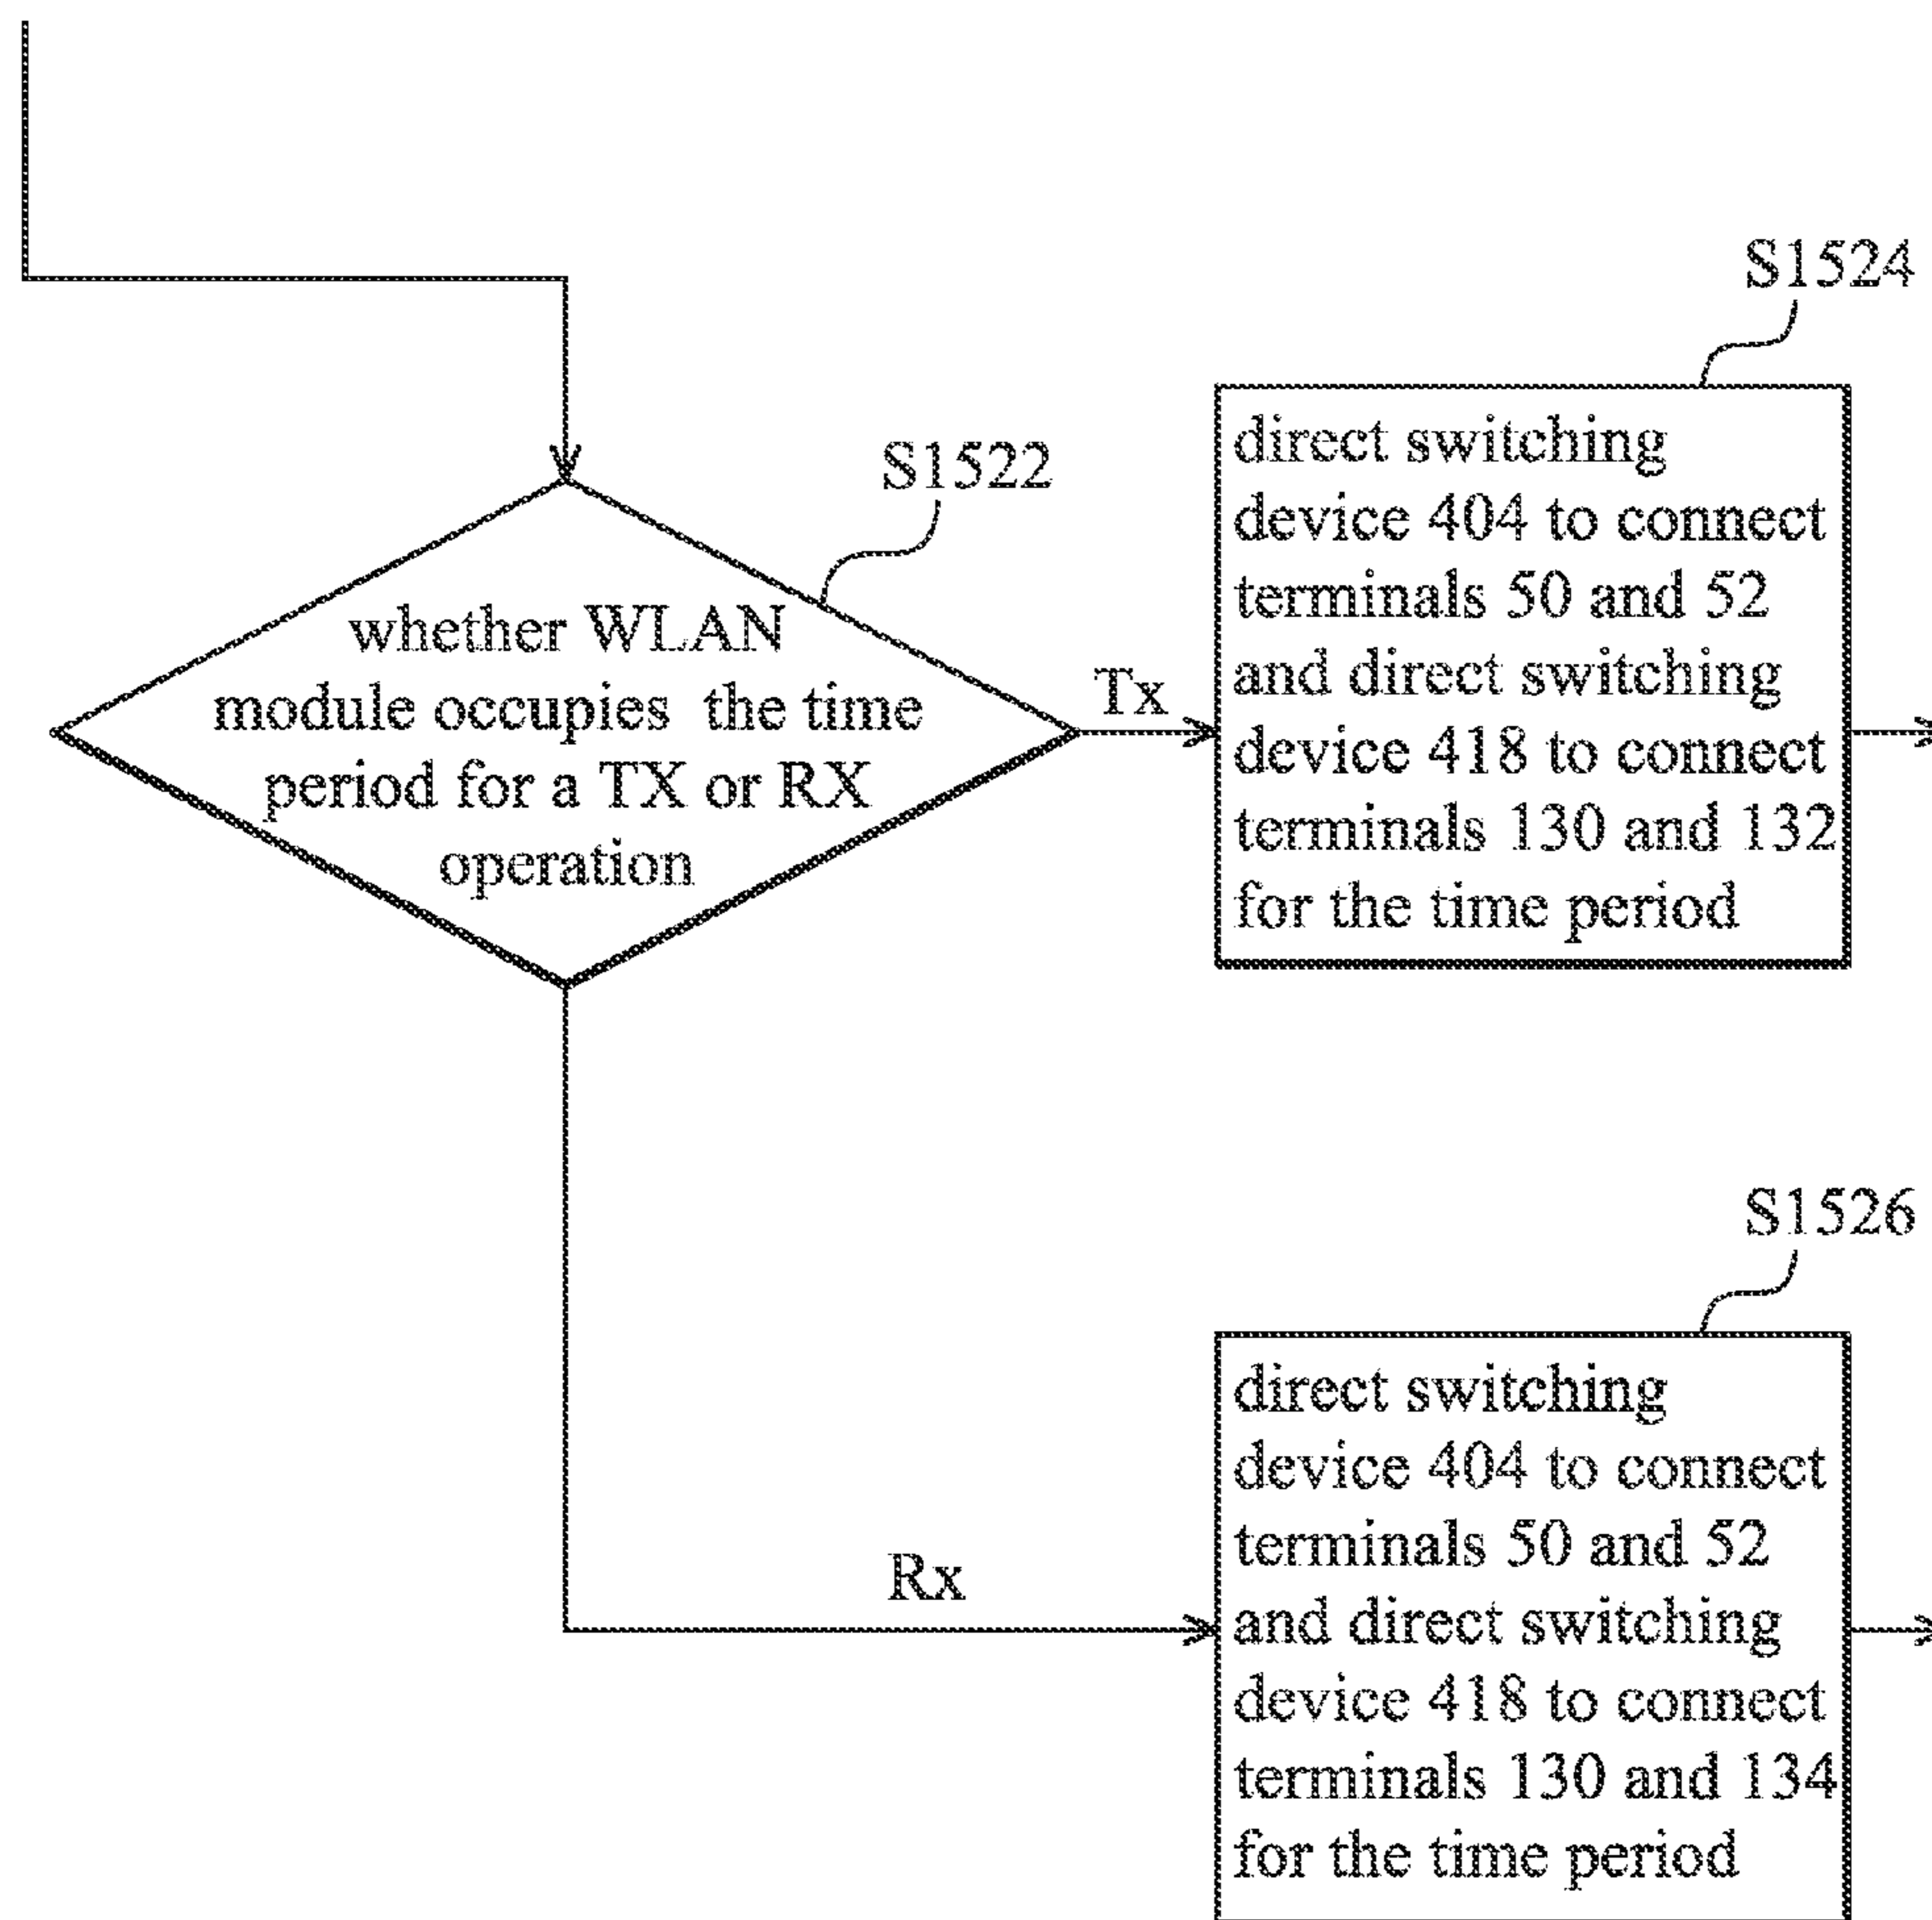 S1524
S1522
direct switching
device 404 to connect
terminals 50 and 52
and direct switching
device 418 to connect
terminals 130 and 132
for the time period
whether WLAN
module occupies the time
period for a TX or RX
operation
Tx
S1526
direct switching
device 404 to connect
terminals 50 and 52
and direct switching
device 418 to connect
terminals 130 and 134
for the time period
Rx